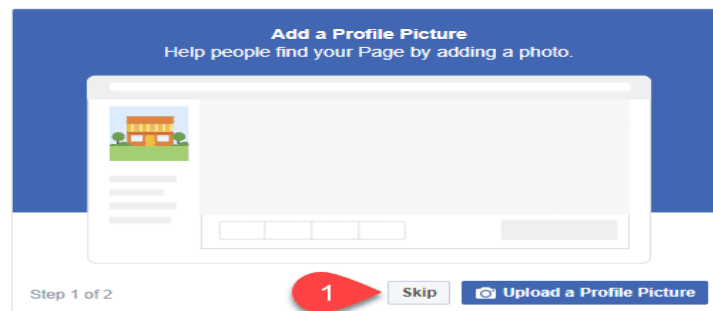 Add a Profile Picture
Help people find your Page by adding a photo.
Step 1 of 2
1
Skip
Upload a Profile Picture